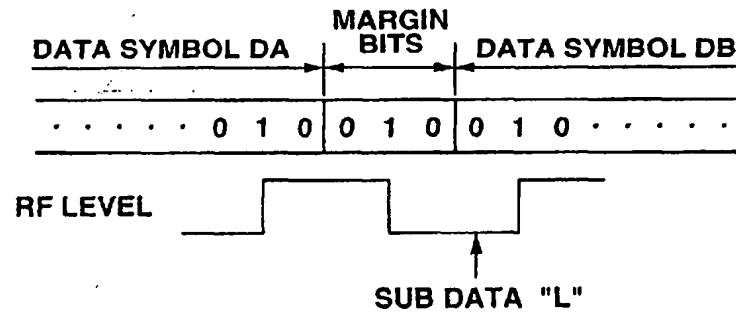 MARGIN
BITS
DATA SYMBOL DA
DATA SYMBOL DB
· · · · · 0 1 0 0 1 0 0 1 0 · · · · ·
RF LEVEL
SUB DATA "L"